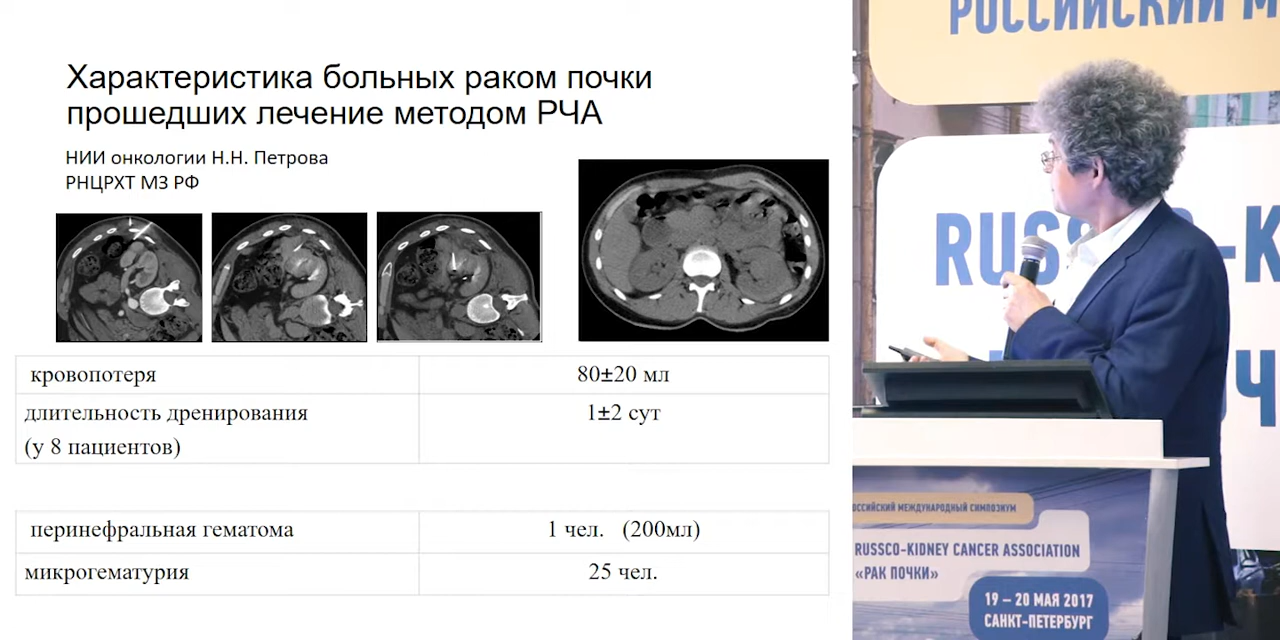 Характеристика больных раком почки
прошедших лечение методом РЧА
НИИ онкологии Н.Н. Петрова
РНЦРХТ МЗ РФ
кровопотеря 80±20 мл
длительность дренирования 1±2 сут
(у 8 пациентов)
перинефральная гематома 1 чел. (200мл)
микрогематурия 25 чел.
РОССИЙСКИЙ М
RUSS
-K
ОССИЙСКИЙ МЕЖДУНАРОДНЫЙ СИМПОЗИУМ
RUSSCO-KIDNEY CANCER ASSOCIATION
«РАК ПОЧКИ»
19 – 20 МАЯ 2017
САНКТ-ПЕТЕРБУРГ